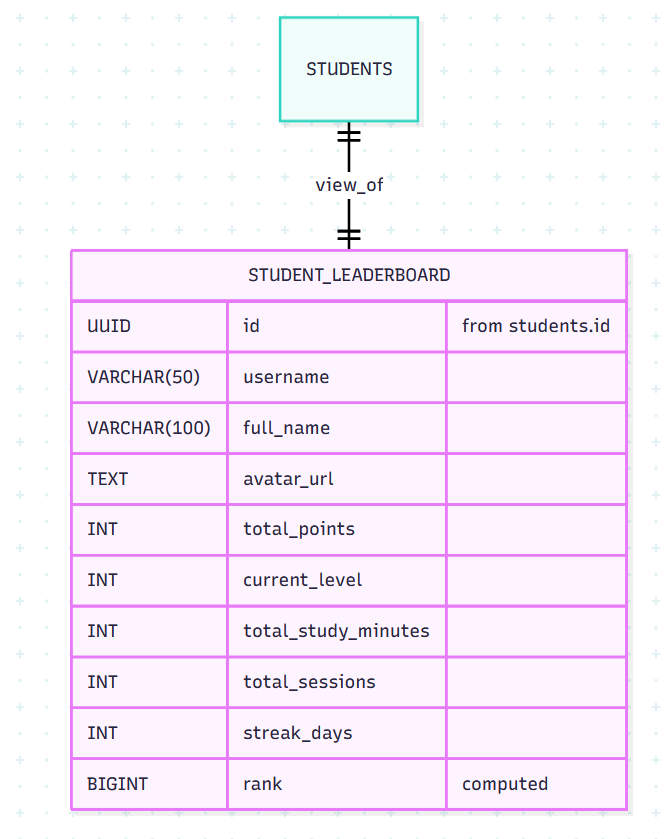 STUDENTS
view_of
STUDENT_LEADERBOARD
UUID id from students.id
VARCHAR(50) username
VARCHAR(100) full_name
TEXT avatar_url
INT total_points
INT current_level
INT total_study_minutes
INT total_sessions
INT streak_days
BIGINT rank computed